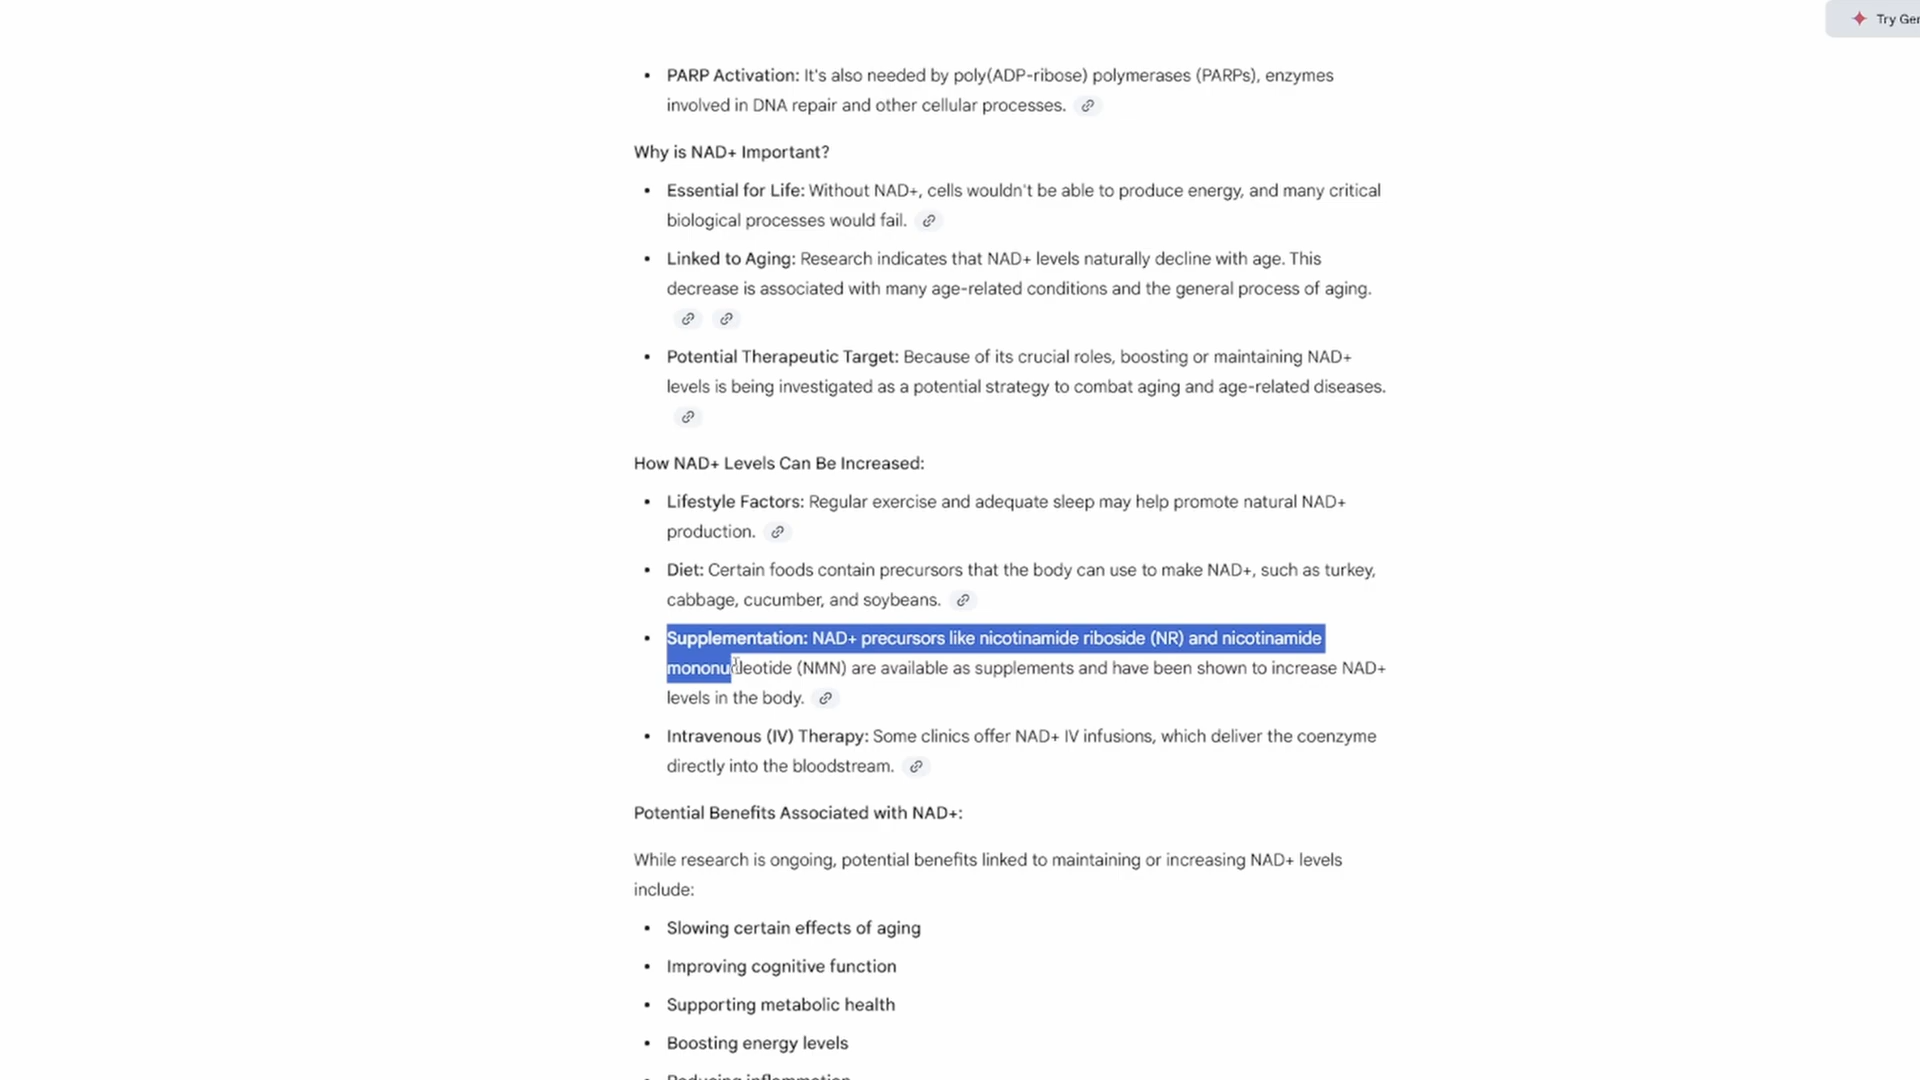 Try
• PARP Activation: It's also needed by poly(ADP-ribose) polymerases (PARPs), enzymes
involved in DNA repair and other cellular processes.
Why is NAD+ Important?
• Essential for Life: Without NAD+, cells wouldn't be able to produce energy, and many critical
biological processes would fail.
• Linked to Aging: Research indicates that NAD+ levels naturally decline with age. This
decrease is associated with many age-related conditions and the general process of aging.
• Potential Therapeutic Target: Because of its crucial roles, boosting or maintaining NAD+
levels is being investigated as a potential strategy to combat aging and age-related diseases.
How NAD+ Levels Can Be Increased:
• Lifestyle Factors: Regular exercise and adequate sleep may help promote natural NAD+
production.
• Diet: Certain foods contain precursors that the body can use to make NAD+, such as turkey,
cabbage, cucumber, and soybeans.
• Supplementation: NAD+ precursors like nicotinamide riboside (NR) and nicotinamide
mononucleotide (NMN) are available as supplements and have been shown to increase NAD+
levels in the body.
• Intravenous (IV) Therapy: Some clinics offer NAD+ IV infusions, which deliver the coenzyme
directly into the bloodstream.
Potential Benefits Associated with NAD+:
While research is ongoing, potential benefits linked to maintaining or increasing NAD+ levels
include:
• Slowing certain effects of aging
• Improving cognitive function
• Supporting metabolic health
• Boosting energy levels